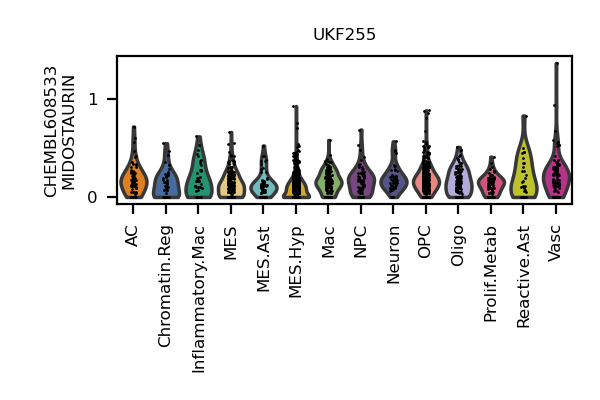 UKF255
CHEMBL608533
MIDOSTAURIN
1
0
AC
Chromatin.Reg
Inflammatory.Mac
MES
MES.Ast
MES.Hyp
Mac
NPC
Neuron
OPC
Oligo
Prolif.Metab
Reactive.Ast
Vasc